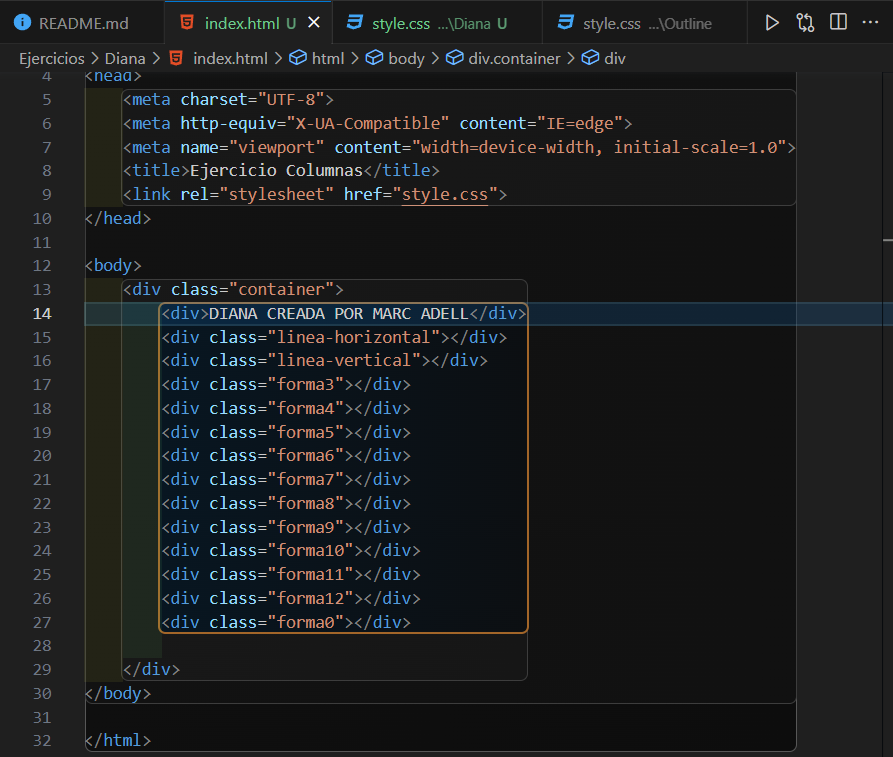 README.md index.html U style.css ...\Diana U style.css ...\Outline
Ejercicios > Diana > index.html > html > body > div.container > div
4 <head>
5 <meta charset="UTF-8">
6 <meta http-equiv="X-UA-Compatible" content="IE=edge">
7 <meta name="viewport" content="width=device-width, initial-scale=1.0">
8 <title>Ejercicio Columnas</title>
9 <link rel="stylesheet" href="style.css">
10 </head>
11
12 <body>
13 <div class="container">
14 <div>DIANA CREADA POR MARC ADELL</div>
15 <div class="linea-horizontal"></div>
16 <div class="linea-vertical"></div>
17 <div class="forma3"></div>
18 <div class="forma4"></div>
19 <div class="forma5"></div>
20 <div class="forma6"></div>
21 <div class="forma7"></div>
22 <div class="forma8"></div>
23 <div class="forma9"></div>
24 <div class="forma10"></div>
25 <div class="forma11"></div>
26 <div class="forma12"></div>
27 <div class="forma0"></div>
28
29 </div>
30 </body>
31
32 </html>